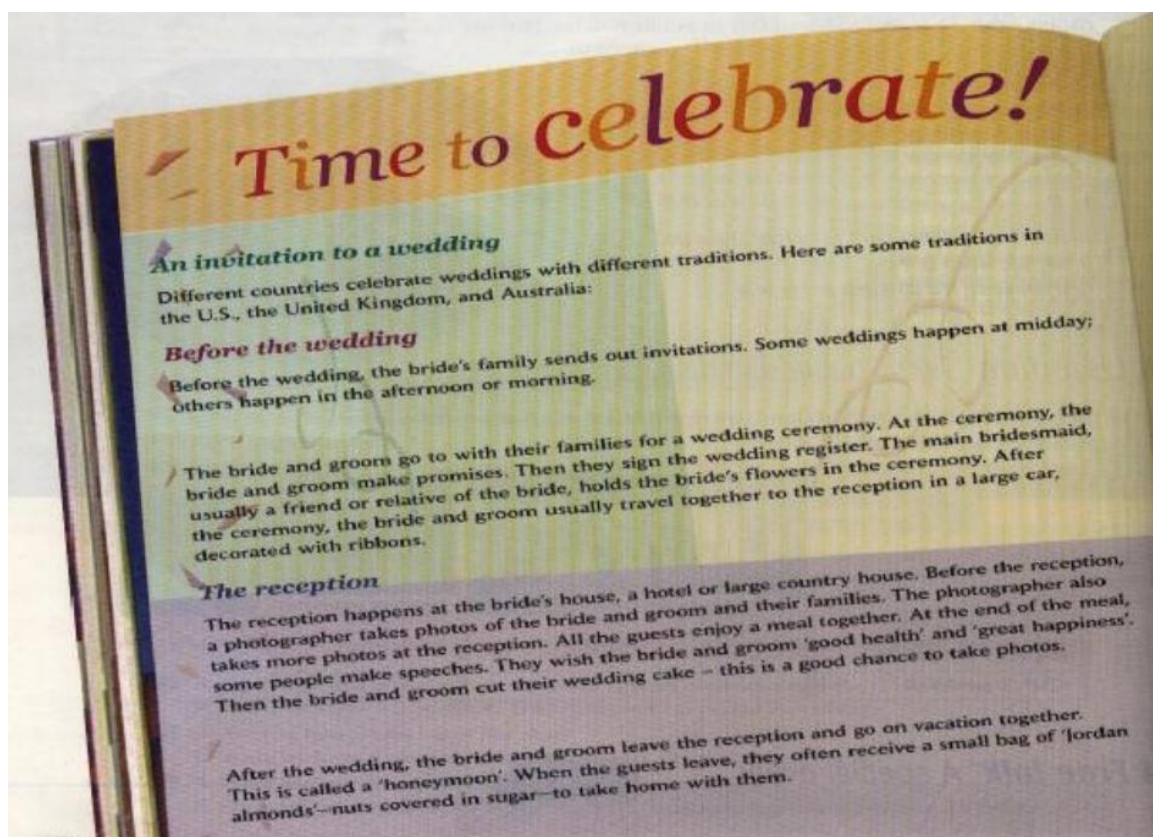 Time to celebrate!
An invitation to a wedding
Different countries celebrate weddings with different traditions. Here are some traditions in
the U.S., the United Kingdom, and Australia:
Before the wedding
Before the wedding, the bride's family sends out invitations. Some weddings happen at midday;
others happen in the afternoon or morning.
The bride and groom go to with their families for a wedding ceremony. At the ceremony, the
bride and groom make promises. Then they sign the wedding register. The main bridesmaid,
usually a friend or relative of the bride, holds the bride's flowers in the ceremony. After
the ceremony, the bride and groom usually travel together to the reception in a large car,
decorated with ribbons.
The reception
The reception happens at the bride's house, a hotel or large country house. Before the reception,
a photographer takes photos of the bride and groom and their families. The photographer also
takes more photos at the reception. All the guests enjoy a meal together. At the end of the meal,
some people make speeches. They wish the bride and groom 'good health' and 'great happiness'.
Then the bride and groom cut their wedding cake – this is a good chance to take photos.
After the wedding, the bride and groom leave the reception and go on vacation together.
This is called a 'honeymoon'. When the guests leave, they often receive a small bag of 'Jordan
almonds'—nuts covered in sugar—to take home with them.